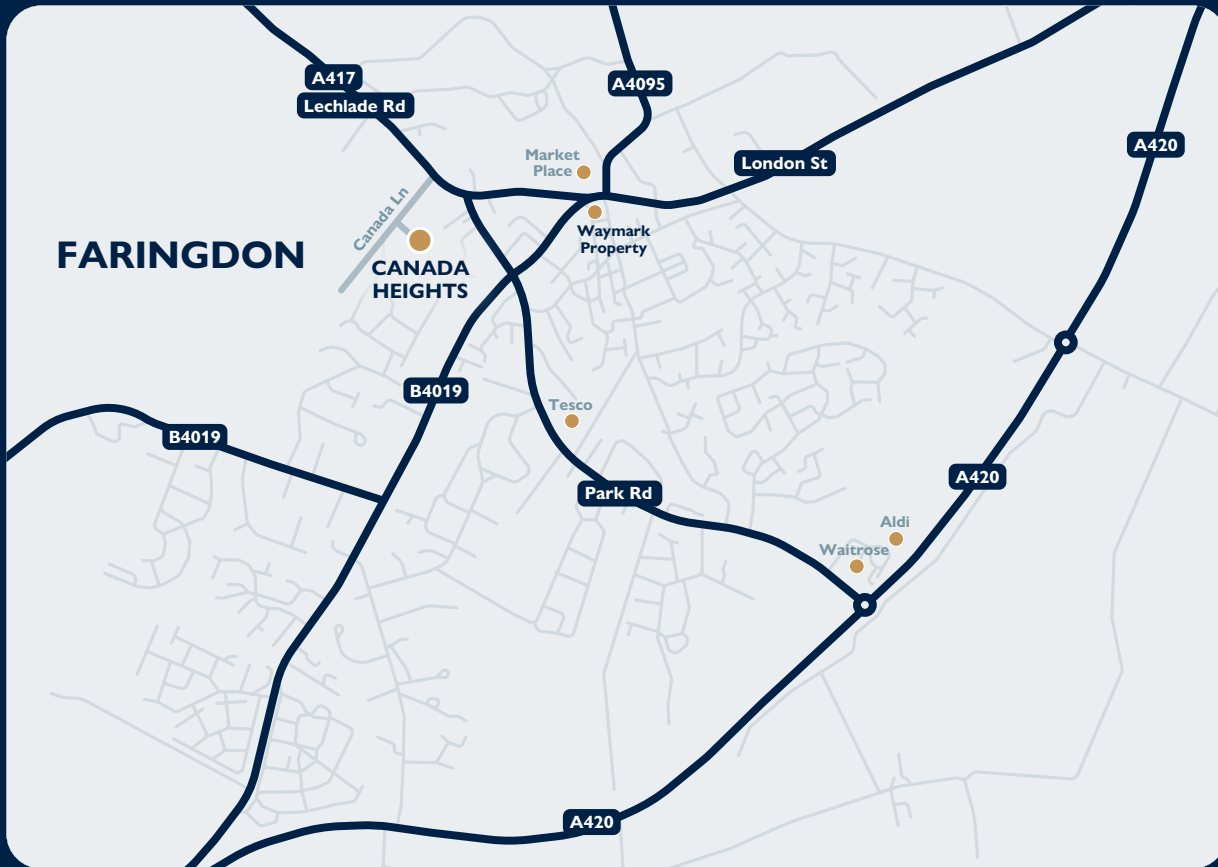 A417
Lechlade Rd
A4095
A420
Market
Place
London St
Canada Ln
Waymark
Property
FARINGDON
CANADA
HEIGHTS
B4019
Tesco
B4019
A420
Park Rd
Aldi
Waitrose
A420